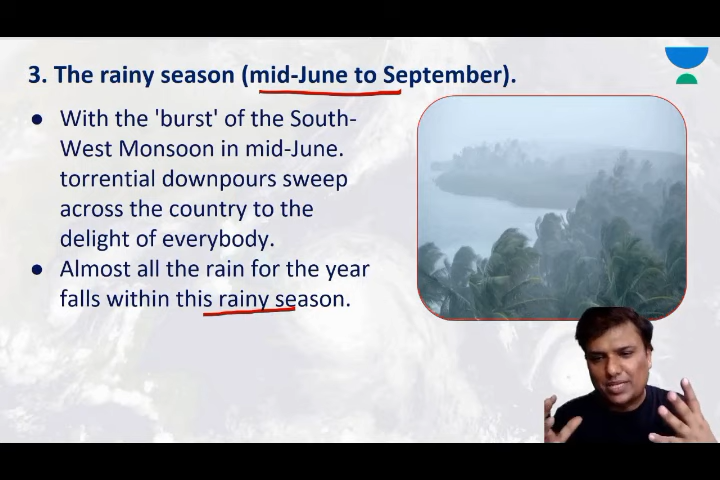 3. The rainy season (mid-June to September).
● With the 'burst' of the South-
West Monsoon in mid-June.
torrential downpours sweep
across the country to the
delight of everybody.
● Almost all the rain for the year
falls within this rainy season.